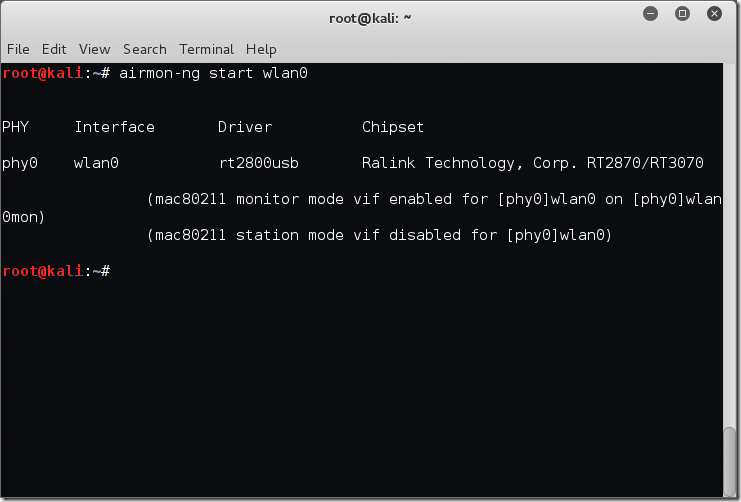 root@kali: ~
File Edit View Search Terminal Help
root@kali:~# airmon-ng start wlan0
PHY Interface Driver Chipset
phy0 wlan0 rt2800usb Ralink Technology, Corp. RT2870/RT3070
(mac80211 monitor mode vif enabled for [phy0]wlan0 on [phy0]wlan
0mon)
(mac80211 station mode vif disabled for [phy0]wlan0)
root@kali:~#